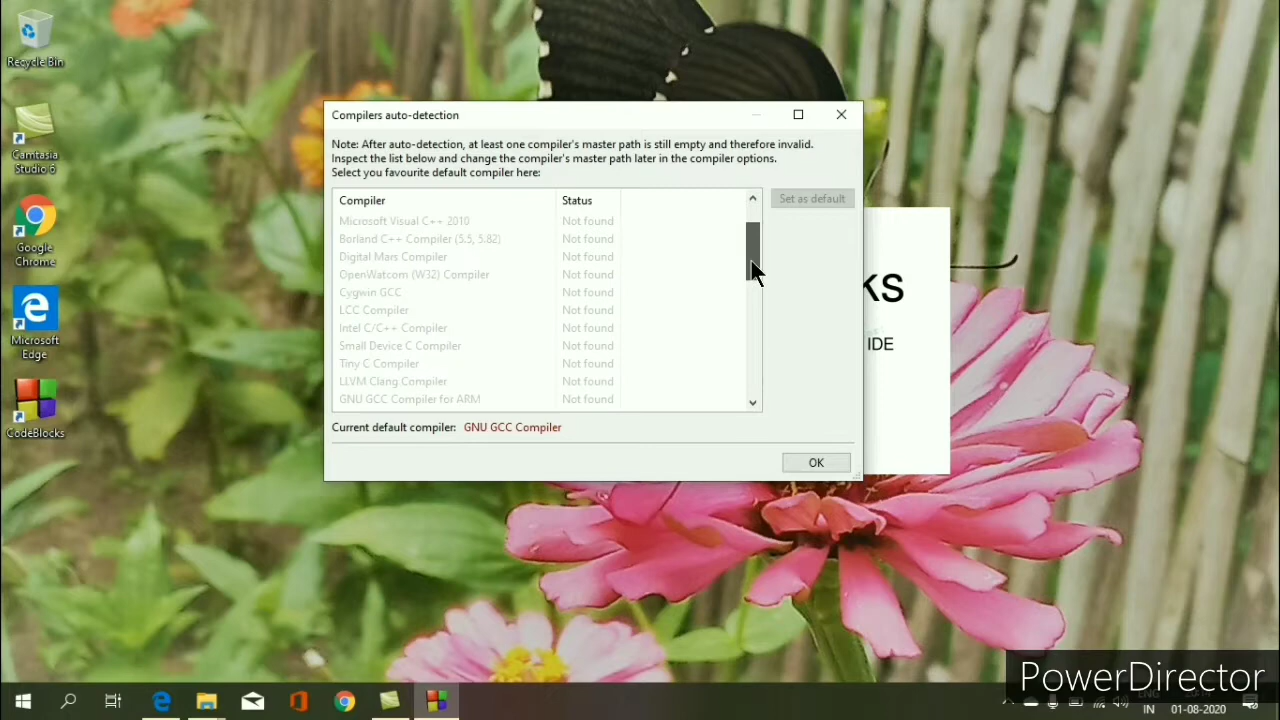 Recycle Bin
Camtasia
Studio 6
Google
Chrome
Microsoft
Edge
CodeBlocks
Compilers auto-detection
Note: After auto-detection, at least one compiler's master path is still empty and therefore invalid.
Inspect the list below and change the compiler's master path later in the compiler options.
Select you favourite default compiler here:
Compiler Status
Set as default
Microsoft Visual C++ 2010 Not found
Borland C++ Compiler (5.5, 5.82) Not found
Digital Mars Compiler Not found
OpenWatcom (W32) Compiler Not found
Cygwin GCC Not found
LCC Compiler Not found
Intel C/C++ Compiler Not found
Small Device C Compiler Not found
Tiny C Compiler Not found
LLVM Clang Compiler Not found
GNU GCC Compiler for ARM Not found
Current default compiler: GNU GCC Compiler
OK
KS
IDE
PowerDirector
ENG
IN
01-08-2020